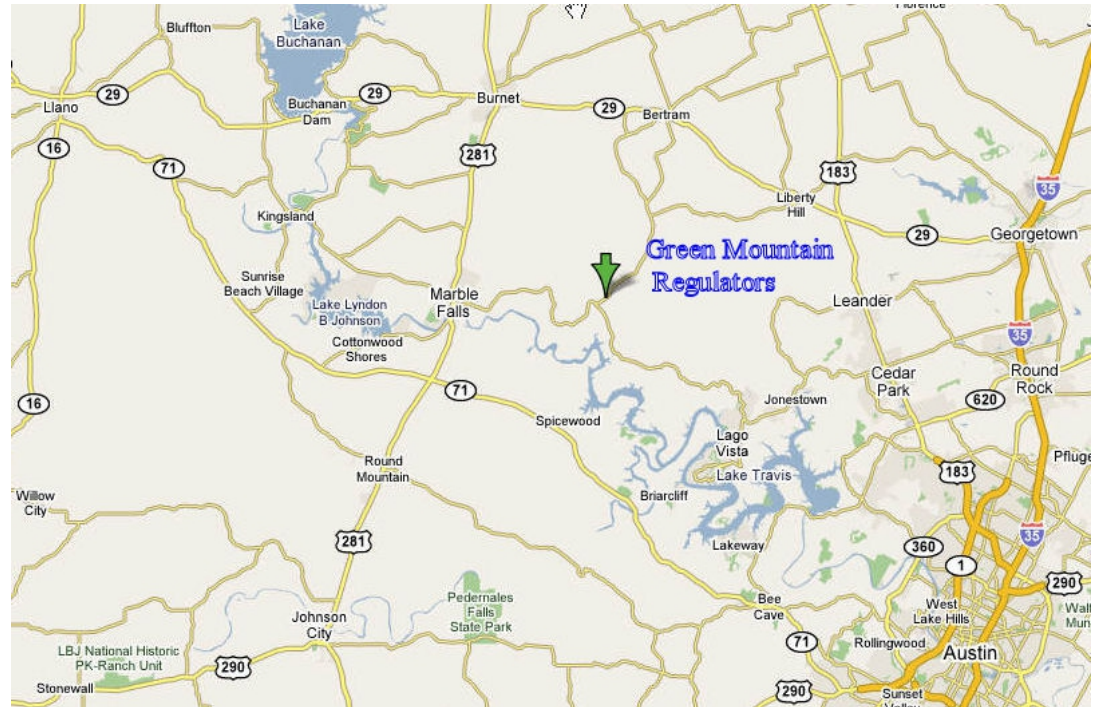 Florence
Bluffton
Lake
Buchanan
29
Llano
Buchanan
Dam
29
Burnet
29
Bertram
16
71
281
183
35
Liberty
Hill
Kingsland
29
Georgetown
Green Mountain
Regulators
Sunrise
Beach Village
Lake Lyndon
B Johnson
Marble
Falls
Leander
35
Cottonwood
Shores
Cedar
Park
Round
Rock
16
71
Jonestown
620
Spicewood
Lago
Vista
Round
Mountain
Lake Travis
183
Pfluge
Willow
City
Briarcliff
35
281
Lakeway
360
1
290
Pedernales
Falls
State Park
Bee
Cave
West
Lake Hills
Walt
Mun
Johnson
City
71
Rollingwood
Austin
LBJ National Historic
PK-Ranch Unit
290
Stonewall
290
Sunset
Valley